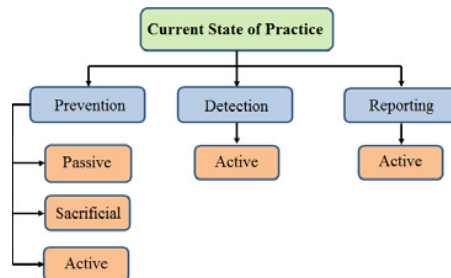 Current State of Practice
Prevention
Detection
Reporting
Passive
Active
Active
Sacrificial
Active